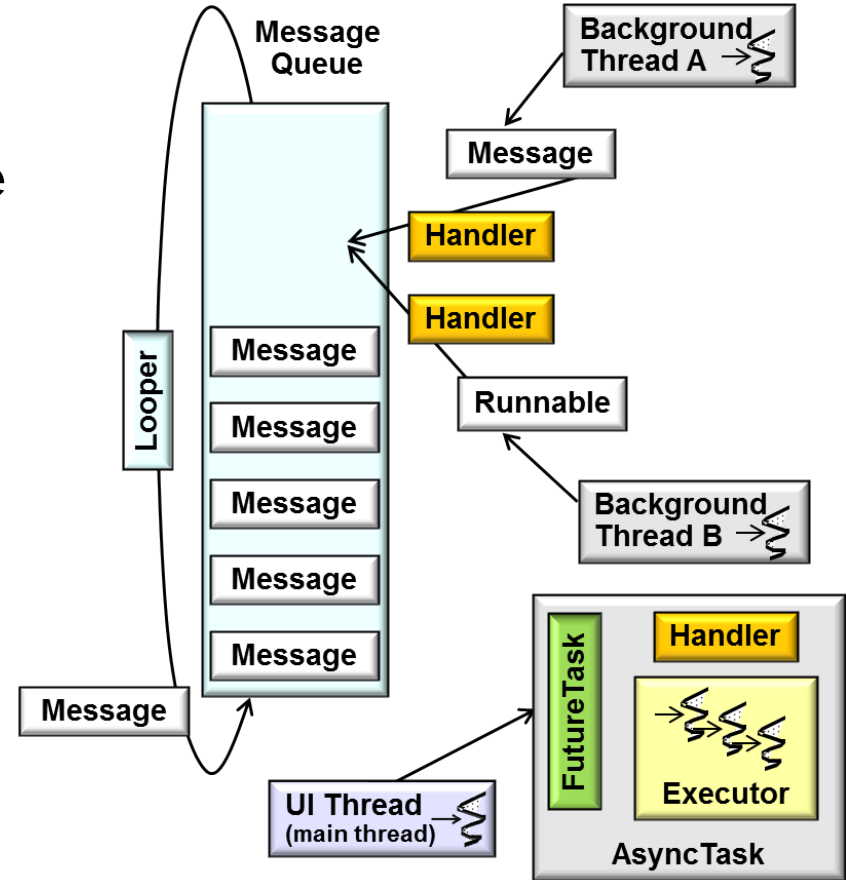 Message
Queue
Background
Thread A
Message
e
Handler
Handler
Looper
Message
Runnable
Message
Message
Background
Thread B
Message
Message
Message
FutureTask
Handler
UI Thread
(main thread)
Executor
AsyncTask